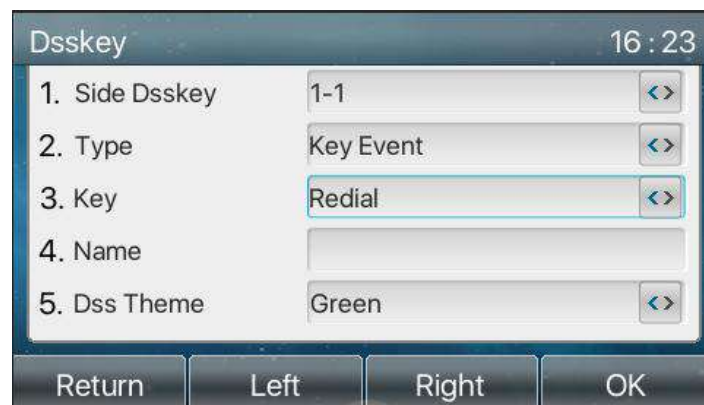 Dsskey 16 : 23
1. Side Dsskey 1-1
2. Type Key Event
3. Key Redial
4. Name
5. Dss Theme Green
Return Left Right OK